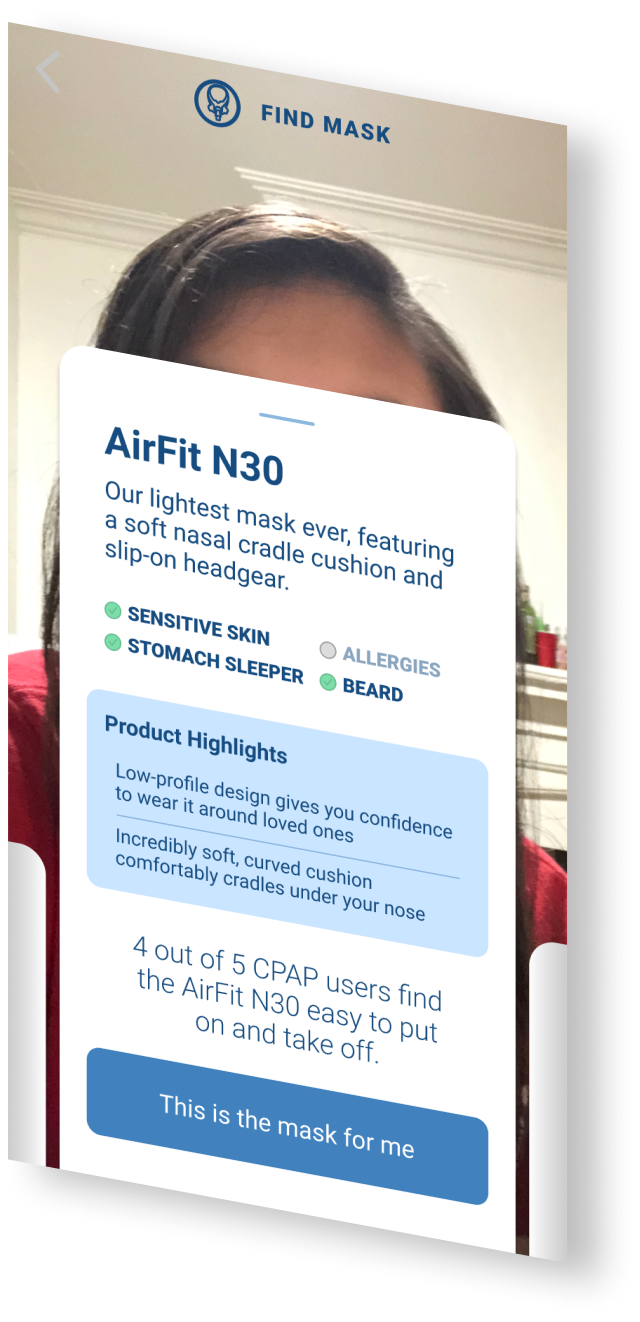 FIND MASK
AirFit N30
Our lightest mask ever, featuring
a soft nasal cradle cushion and
slip-on headgear.
SENSITIVE SKIN
STOMACH SLEEPER
ALLERGIES
BEARD
Product Highlights
Low-profile design gives you confidence
to wear it around loved ones
Incredibly soft, curved cushion
comfortably cradles under your nose
4 out of 5 CPAP users find
the AirFit N30 easy to put
on and take off.
This is the mask for me